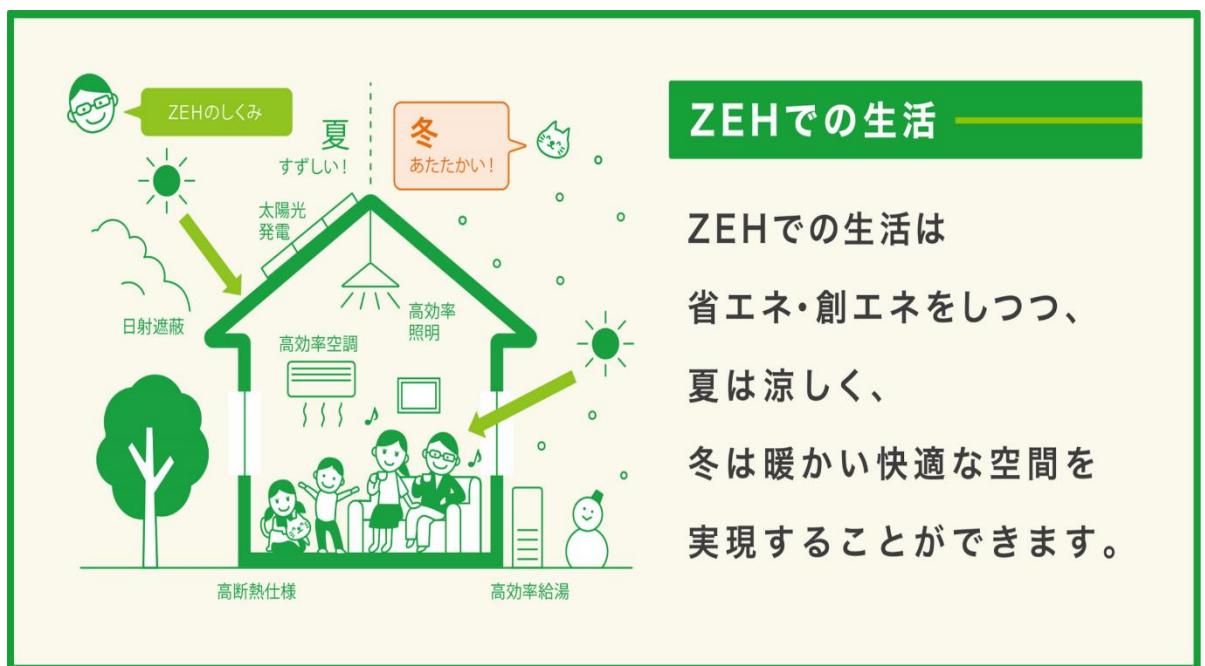 ZEHのしくみ
夏
すずしい！
冬
あたたかい！
太陽光
発電
日射遮蔽
高効率空調
高効率
照明
高断熱仕様
高効率給湯
ZEHでの生活
ZEHでの生活は
省エネ・創エネをしつつ、
夏は涼しく、
冬は暖かい快適な空間を
実現することができます。